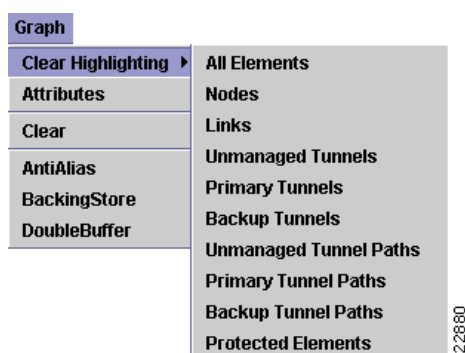 Graph
Clear Highlighting
Attributes
Clear
AntiAlias
BackingStore
DoubleBuffer
All Elements
Nodes
Links
Unmanaged Tunnels
Primary Tunnels
Backup Tunnels
Unmanaged Tunnel Paths
Primary Tunnel Paths
Backup Tunnel Paths
Protected Elements
22880